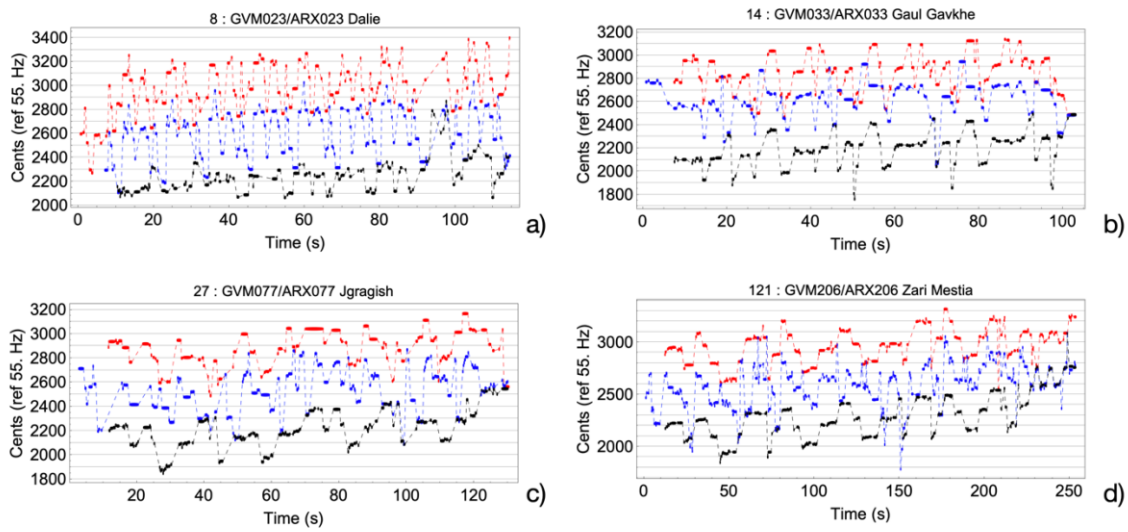 8 : GVM023/ARX023 Dalie
Cents (ref 55. Hz)
3400
3200
3000
2800
2600
2400
2200
2000
0 20 40 60 80 100
Time (s)
a)
14 : GVM033/ARX033 Gaul Gavkhe
Cents (ref 55. Hz)
3200
3000
2800
2600
2400
2200
2000
1800
0 20 40 60 80 100
Time (s)
b)
27 : GVM077/ARX077 Jgragish
Cents (ref 55. Hz)
3200
3000
2800
2600
2400
2200
2000
1800
20 40 60 80 100 120
Time (s)
c)
121 : GVM206/ARX206 Zari Mestia
Cents (ref 55. Hz)
3000
2500
2000
0 50 100 150 200 250
Time (s)
d)